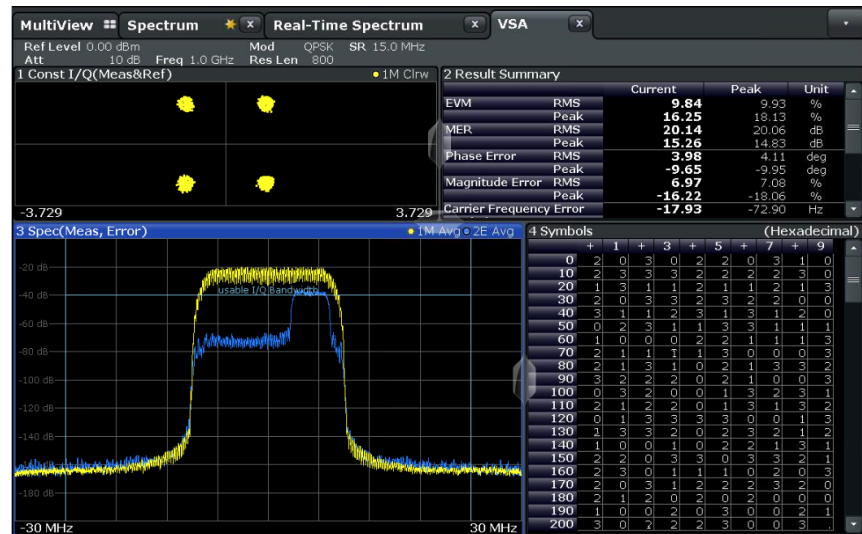 MultiView Spectrum x Real-Time Spectrum x VSA x
Ref Level 0.00 dBm Mod QPSK SR 15.0 MHz
Att 10 dB Freq 1.0 GHz Res Len 800
1 Const I/Q(Meas&Ref) 1M Clrw
-3.729 3.729
2 Result Summary
Current Peak Unit
EVM RMS 9.84 9.93 %
Peak 16.25 18.13 %
MER RMS 20.14 20.06 dB
Peak 15.26 14.83 dB
Phase Error RMS 3.98 4.11 deg
Peak -9.65 -9.95 deg
Magnitude Error RMS 6.97 7.08 %
Peak -16.22 -18.06 %
Carrier Frequency Error -17.93 -72.90 Hz
3 Spec(Meas, Error) 1M Avg 2E Avg
usable I/Q Bandwidth
-20 dB
-40 dB
-60 dB
-80 dB
-100 dB
-120 dB
-140 dB
-180 dB
-30 MHz 30 MHz
4 Symbols (Hexadecimal)
+ 1 + 3 + 5 + 7 + 9
0 2 0 3 0 2 2 0 3 1 0
10 2 3 3 3 2 2 2 2 1 0
20 1 3 1 1 2 1 1 2 1 3
30 2 0 3 3 2 3 2 2 0 0
40 3 1 1 2 3 1 3 1 2 0
50 0 2 3 1 1 3 3 1 1 1
60 1 0 0 0 2 2 1 1 1 3
70 2 1 1 1 1 3 0 0 0 3
80 2 1 3 1 0 2 1 3 3 2
90 3 2 2 2 0 2 1 0 0 3
100 0 3 2 0 0 1 3 2 3 1
110 2 1 2 2 0 1 3 1 3 2
120 0 1 3 3 3 3 0 0 1 3
130 1 3 3 2 0 2 3 2 1 2
140 1 0 0 1 0 2 2 1 3 1
150 2 2 0 3 3 0 3 3 2 1
160 2 3 0 1 1 1 0 2 0 3
170 2 0 3 1 2 2 3 2 0 2
180 2 1 2 0 0 2 0 2 0 0
190 1 0 0 2 0 3 0 0 2 1
200 3 0 2 2 3 0 0 3